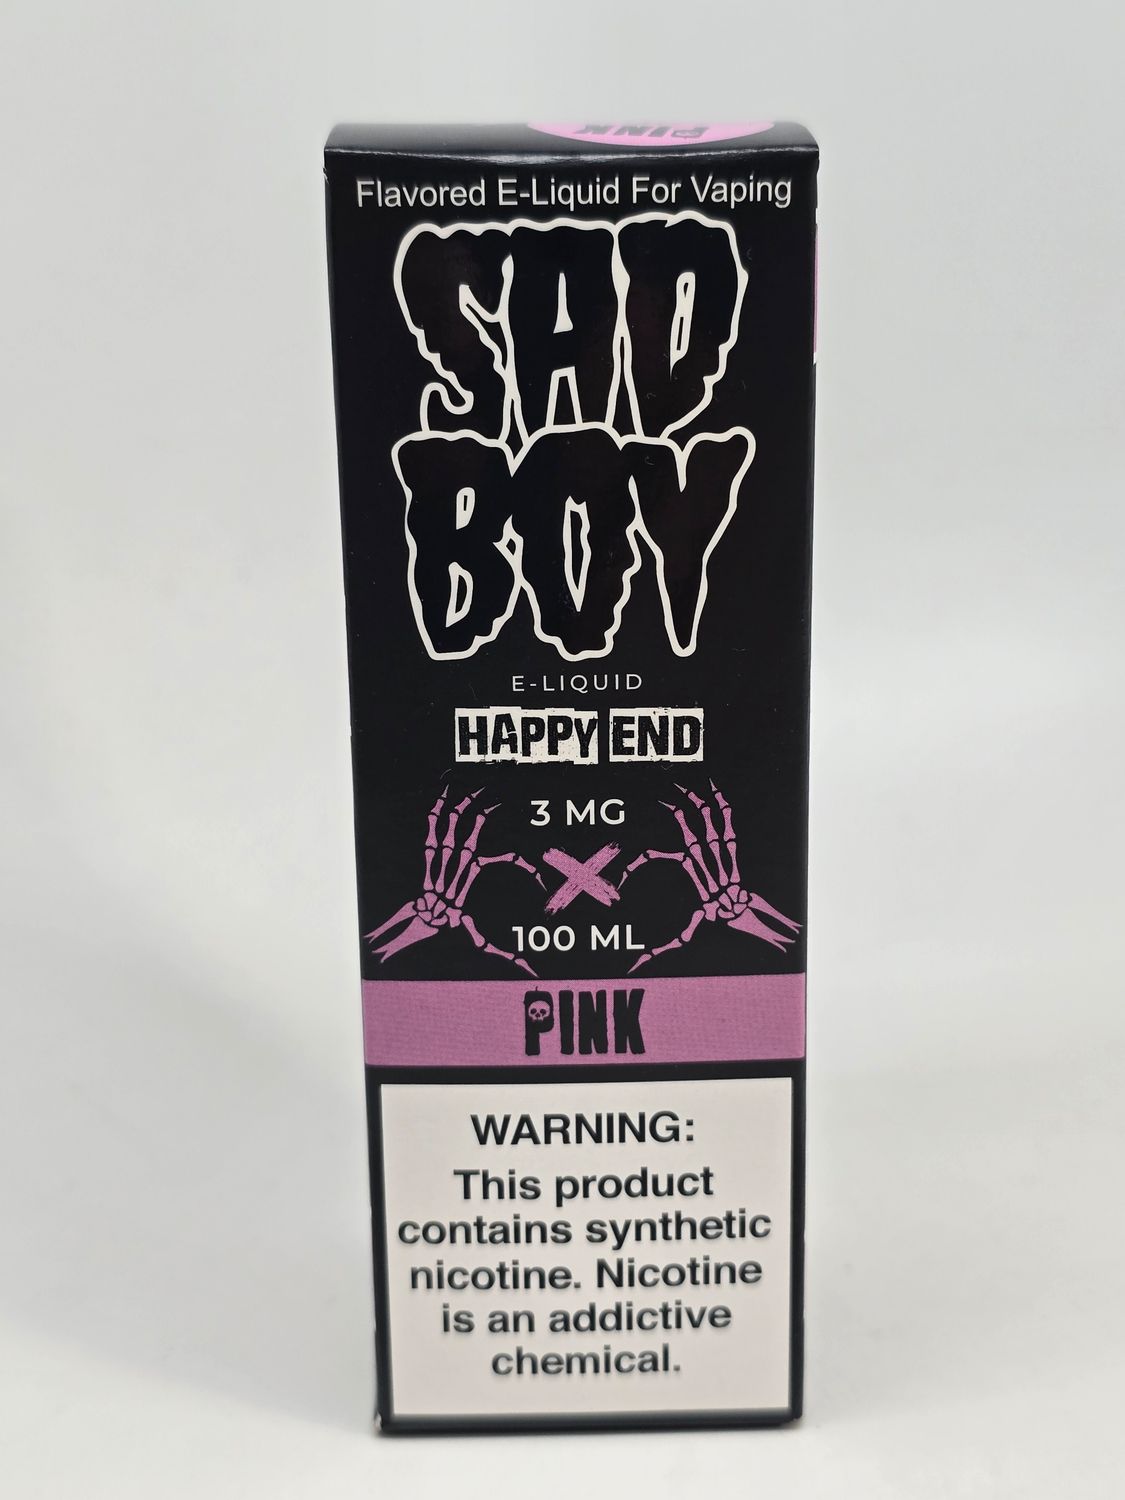 PINK
Flavored E-Liquid For Vaping
SAD
BOY
E-LIQUID
HAPPY END
3 MG
X
100 ML
PINK
WARNING:
This product
contains synthetic
nicotine. Nicotine
is an addictive
chemical.